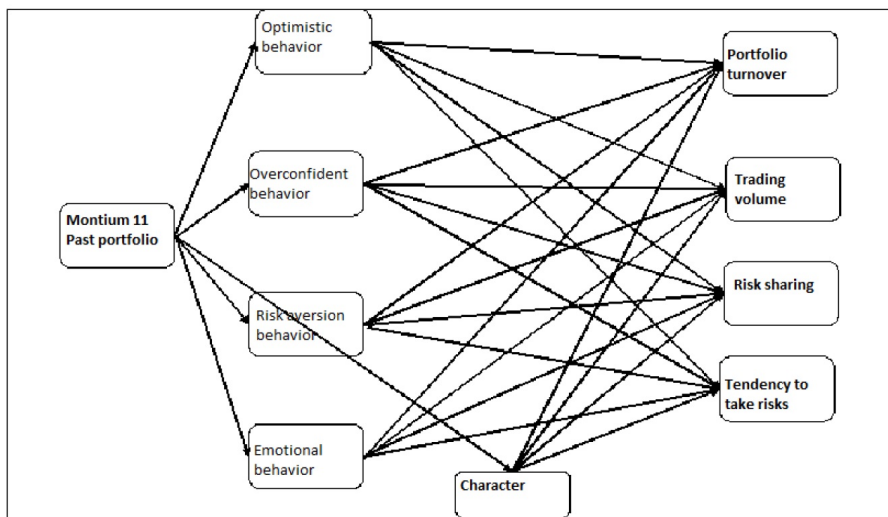 Optimistic
behavior
Portfolio
turnover
Overconfident
behavior
Trading
volume
Montium 11
Past portfolio
Risk aversion
behavior
Risk sharing
Tendency to
take risks
Emotional
behavior
Character